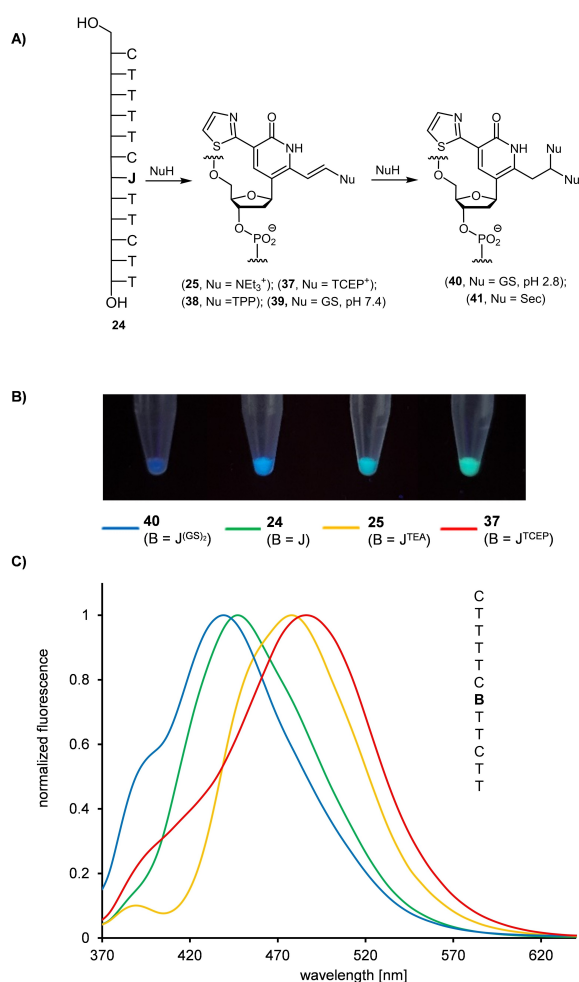 A)
HO
C
T
T
T
T
C
J
T
T
C
T
T
OH
24
NuH
N
S
O
NH
Nu
O
O
O
PO₂
⊖
NuH
N
S
O
NH
Nu
Nu
O
O
O
PO₂
⊖
(25, Nu = NEt₃⁺); (37, Nu = TCEP⁺);
(38, Nu =TPP); (39, Nu = GS, pH 7.4)
(40, Nu = GS, pH 2.8);
(41, Nu = Sec)
B)
40
(B = J⁽ᴳˢ⁾²)
24
(B = J)
25
(B = Jᵀᴱᴬ)
37
(B = Jᵀᶜᴱᴾ)
C)
normalized fluorescence
1
0.8
0.6
0.4
0.2
0
370
420
470
520
570
620
wavelength [nm]
C
T
T
T
T
C
B
T
T
C
T
T